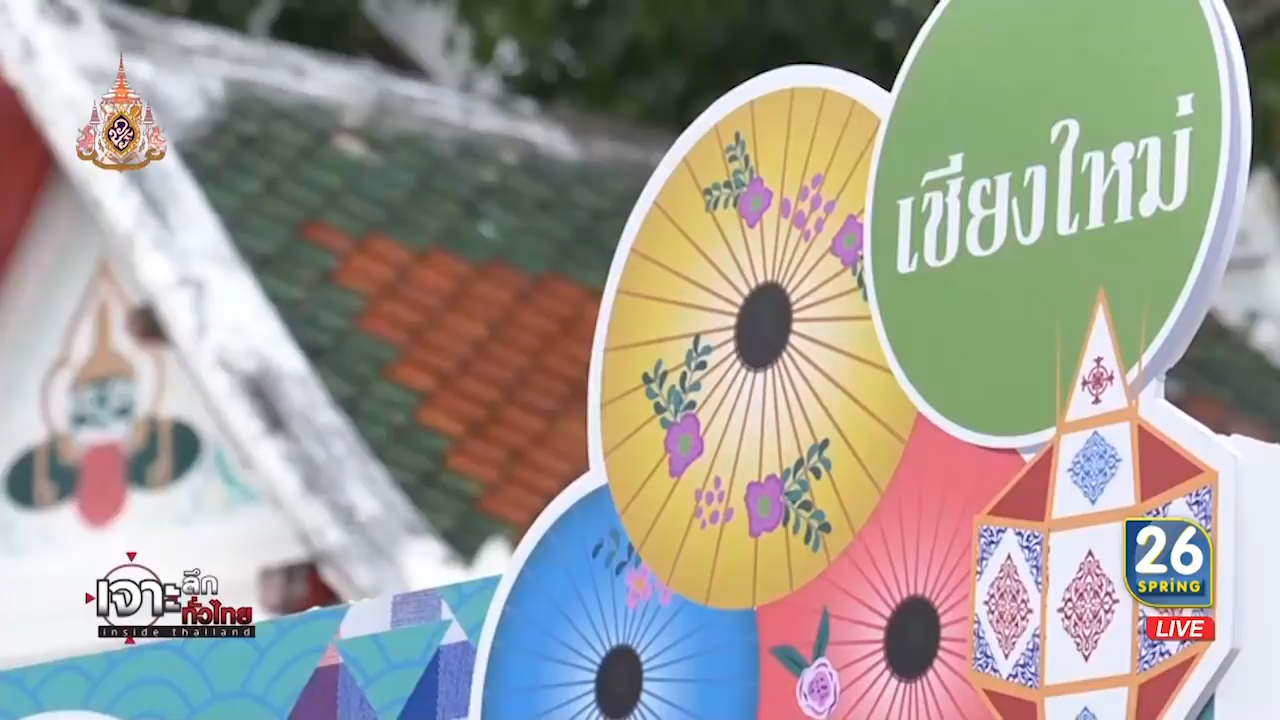 เชียงใหม่
เจาะลึก
ทั่วไทย
inside thailand
26
SPRiNG
LIVE